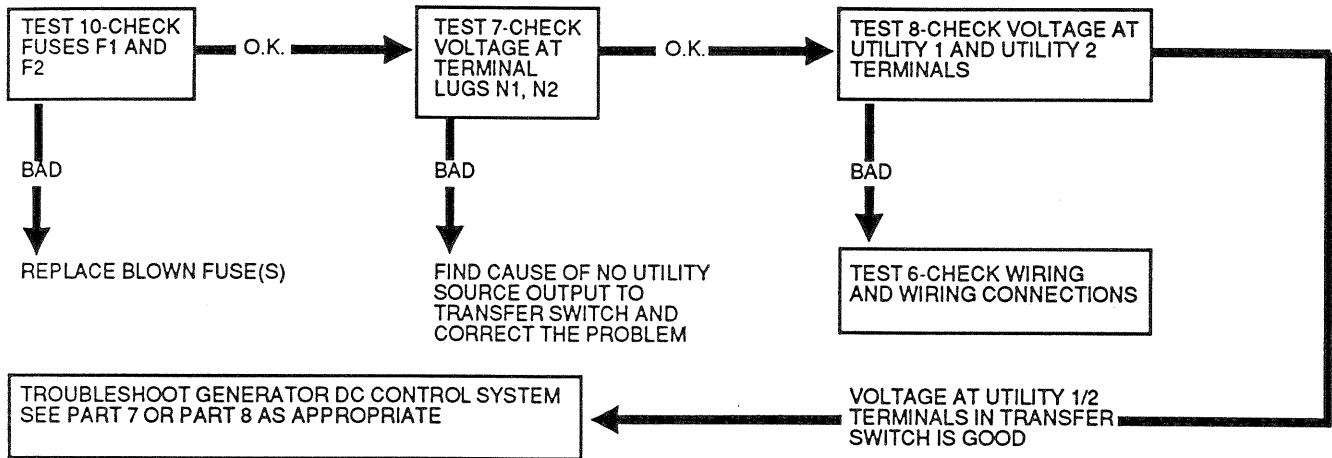 TEST 10-CHECK
FUSES F1 AND
F2
O.K.
TEST 7-CHECK
VOLTAGE AT
TERMINAL
LUGS N1, N2
O.K.
TEST 8-CHECK VOLTAGE AT
UTILITY 1 AND UTILITY 2
TERMINALS
BAD
BAD
BAD
REPLACE BLOWN FUSE(S)
FIND CAUSE OF NO UTILITY
SOURCE OUTPUT TO
TRANSFER SWITCH AND
CORRECT THE PROBLEM
TEST 6-CHECK WIRING
AND WIRING CONNECTIONS
VOLTAGE AT UTILITY 1/2
TERMINALS IN TRANSFER
SWITCH IS GOOD
TROUBLESHOOT GENERATOR DC CONTROL SYSTEM
SEE PART 7 OR PART 8 AS APPROPRIATE